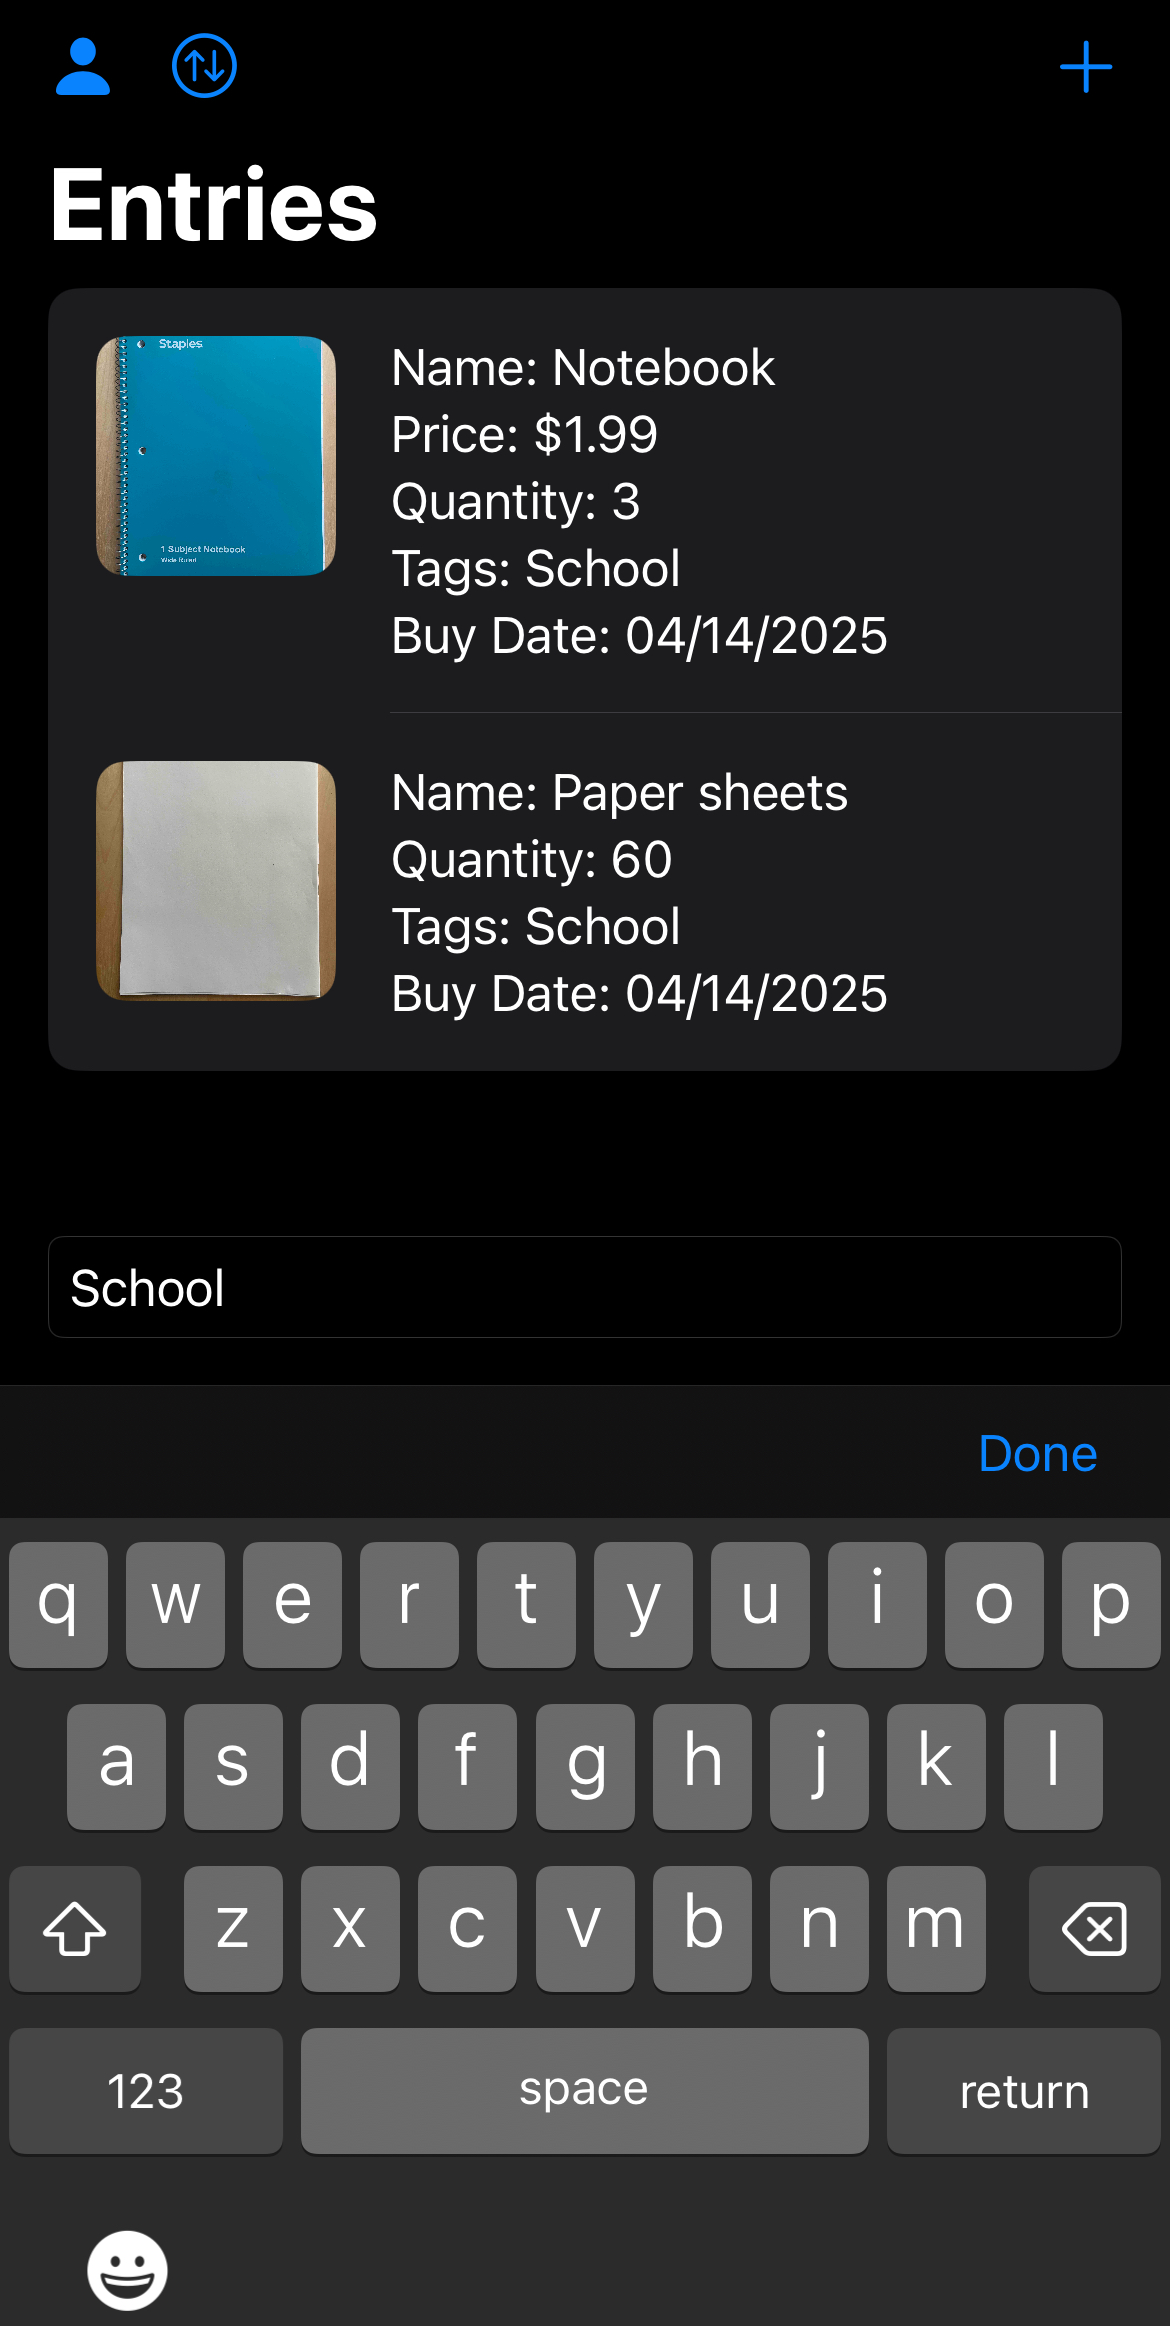 Entries
Staples
1 Subject Notebook
Wide Ruled
Name: Notebook
Price: $1.99
Quantity: 3
Tags: School
Buy Date: 04/14/2025
Name: Paper sheets
Quantity: 60
Tags: School
Buy Date: 04/14/2025
School
Done
q w e r t y u i o p
a s d f g h j k l
z x c v b n m
123 space return